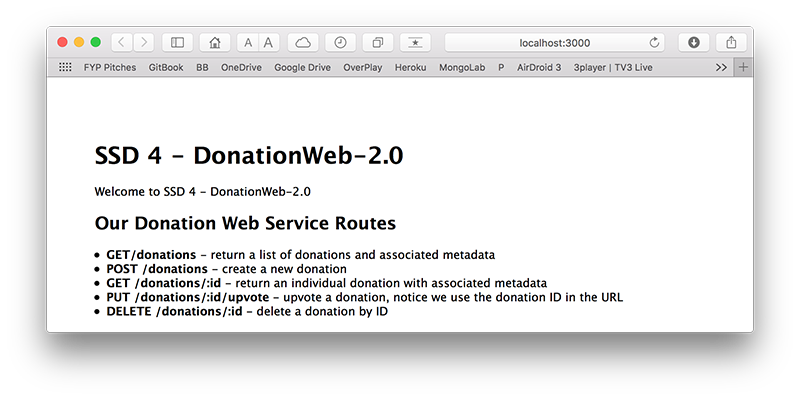 A A localhost:3000
FYP Pitches GitBook BB OneDrive Google Drive OverPlay Heroku MongoLab P AirDroid 3 3player | TV3 Live >> +
SSD 4 - DonationWeb-2.0
Welcome to SSD 4 - DonationWeb-2.0
Our Donation Web Service Routes
• GET/donations - return a list of donations and associated metadata
• POST /donations - create a new donation
• GET /donations/:id - return an individual donation with associated metadata
• PUT /donations/:id/upvote - upvote a donation, notice we use the donation ID in the URL
• DELETE /donations/:id - delete a donation by ID